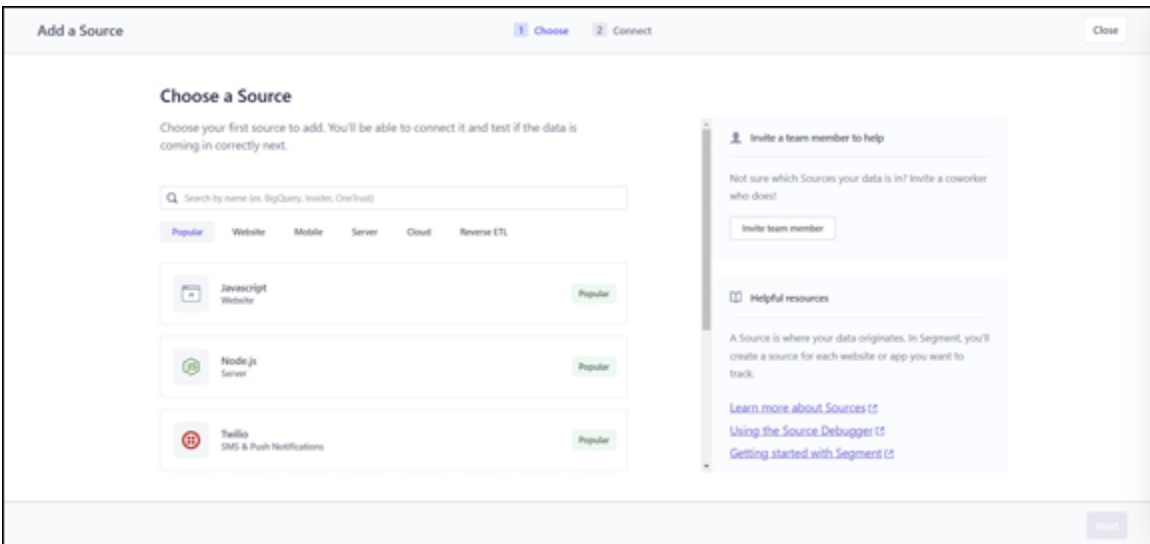 Add a Source
1 Choose 2 Connect
Close
Choose a Source
Choose your first source to add. You'll be able to connect it and test if the data is
coming in correctly next.
Search by name (ex. BigQuery, Insider, OneTrust)
Popular Website Mobile Server Cloud Reverse ETL
Javascript
Website
Popular
Node.js
Server
Popular
Twilio
SMS & Push Notifications
Popular
Invite a team member to help
Not sure which Sources your data is in? Invite a coworker
who does!
Invite team member
Helpful resources
A Source is where your data originates. In Segment, you'll
create a source for each website or app you want to
track.
Learn more about Sources
Using the Source Debugger
Getting started with Segment
Next